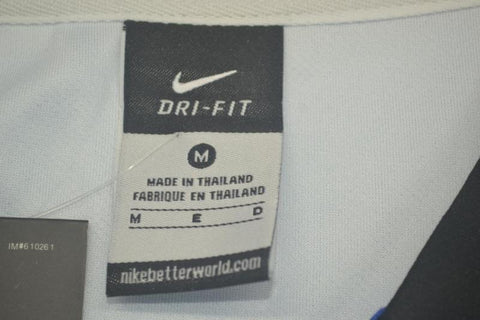 DRI-FIT
M
MADE IN THAILAND
FABRIQUE EN THAILAND
M E D
nikebetterworld.com
IM#610261